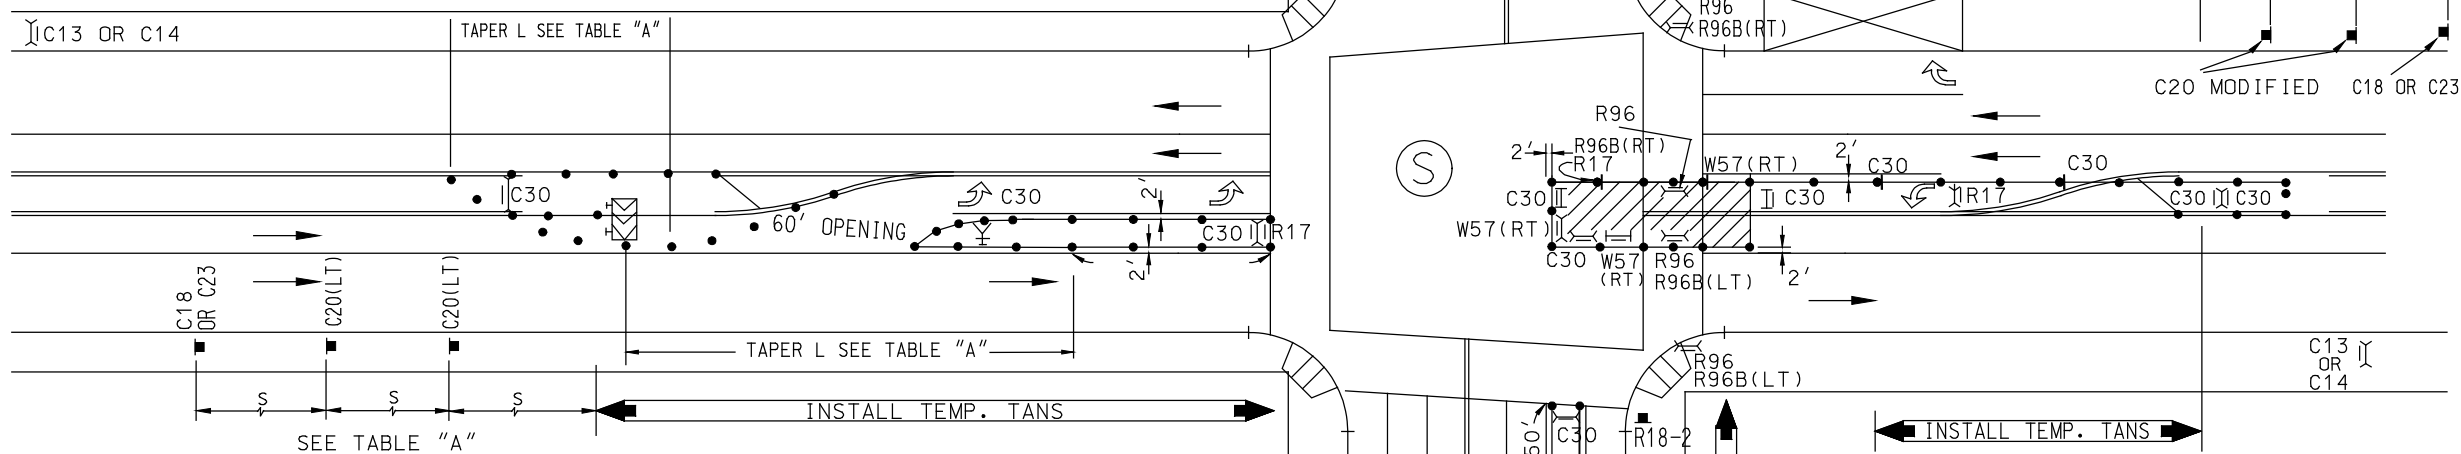 C13 OR C14
TAPER L SEE TABLE "A"
R96
R96B(RT)
C20 MODIFIED
C18 OR C23
R96
R96B(RT)
2'
R17
W57(RT)
2'
C30
C30
S
C30
C30
2'
C30
C30
R17
C30
C30
60' OPENING
C30
R17
W57(RT)
2'
C30
W57
(RT)
R96
R96B(LT)
2'
C18
OR C23
C20(LT)
C20(LT)
TAPER L SEE TABLE "A"
R96
R96B(LT)
C13
OR
C14
S
S
S
INSTALL TEMP. TANS
SEE TABLE "A"
C30
R18-2
INSTALL TEMP. TANS